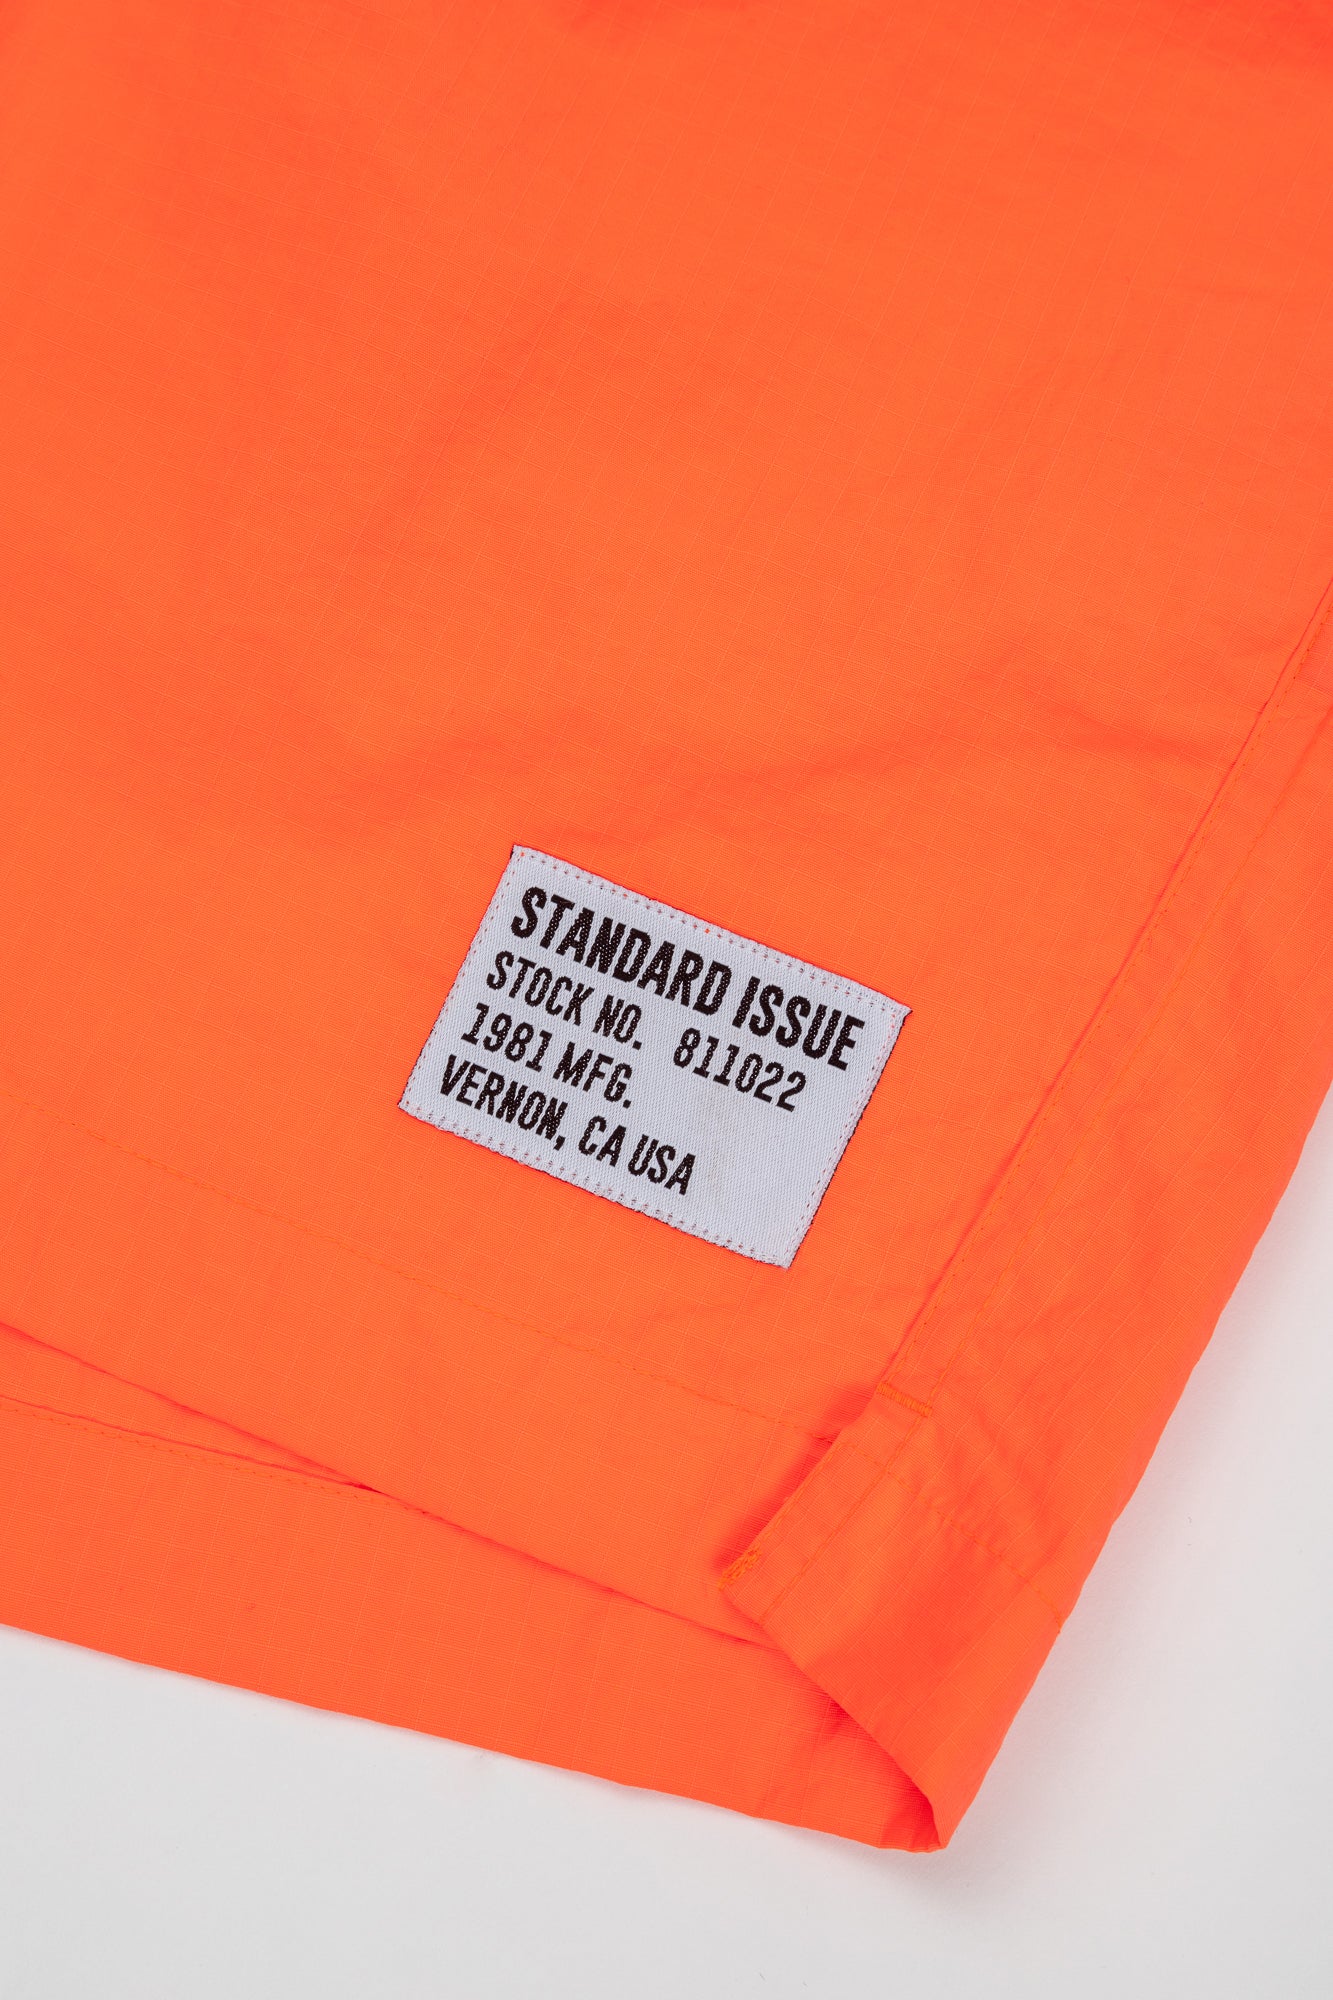 STANDARD ISSUE
STOCK NO. 811022
1981 MFG.
VERNON, CA USA